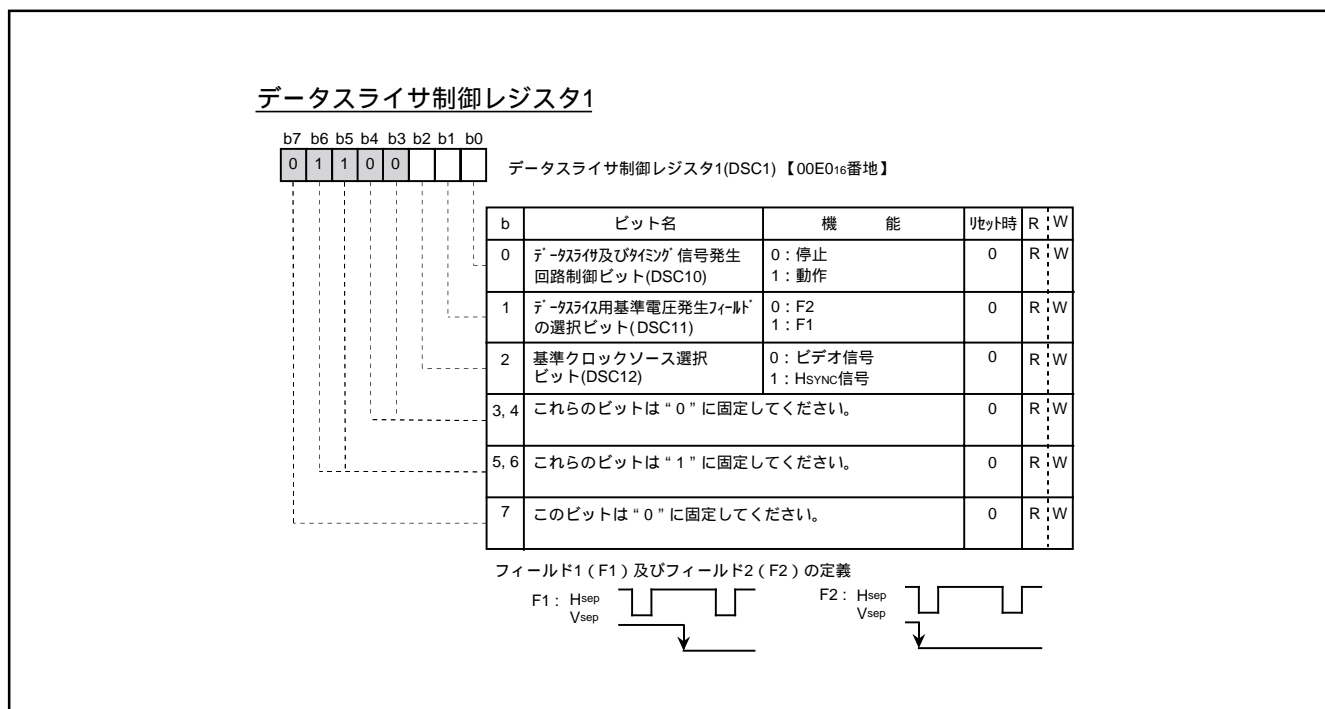 データスライサ制御レジスタ1
b7 b6 b5 b4 b3 b2 b1 b0
0 1 1 0 0
データスライサ制御レジスタ1(DSC1)【00E016番地】
b ビット名 機 能 リセット時 R W
0 データスライサ及びタイミング信号発生 0：停止 0 R W
回路制御ビット(DSC10) 1：動作
1 データスライス用基準電圧発生フィールド 0：F2 0 R W
の選択ビット(DSC11) 1：F1
2 基準クロックソース選択 0：ビデオ信号 0 R W
ビット(DSC12) 1：HSYNC信号
3, 4 これらのビットは“0”に固定してください。 0 R W
5, 6 これらのビットは“1”に固定してください。 0 R W
7 このビットは“0”に固定してください。 0 R W
フィールド1（F1）及びフィールド2（F2）の定義
F1： Hsep F2： Hsep
Vsep Vsep